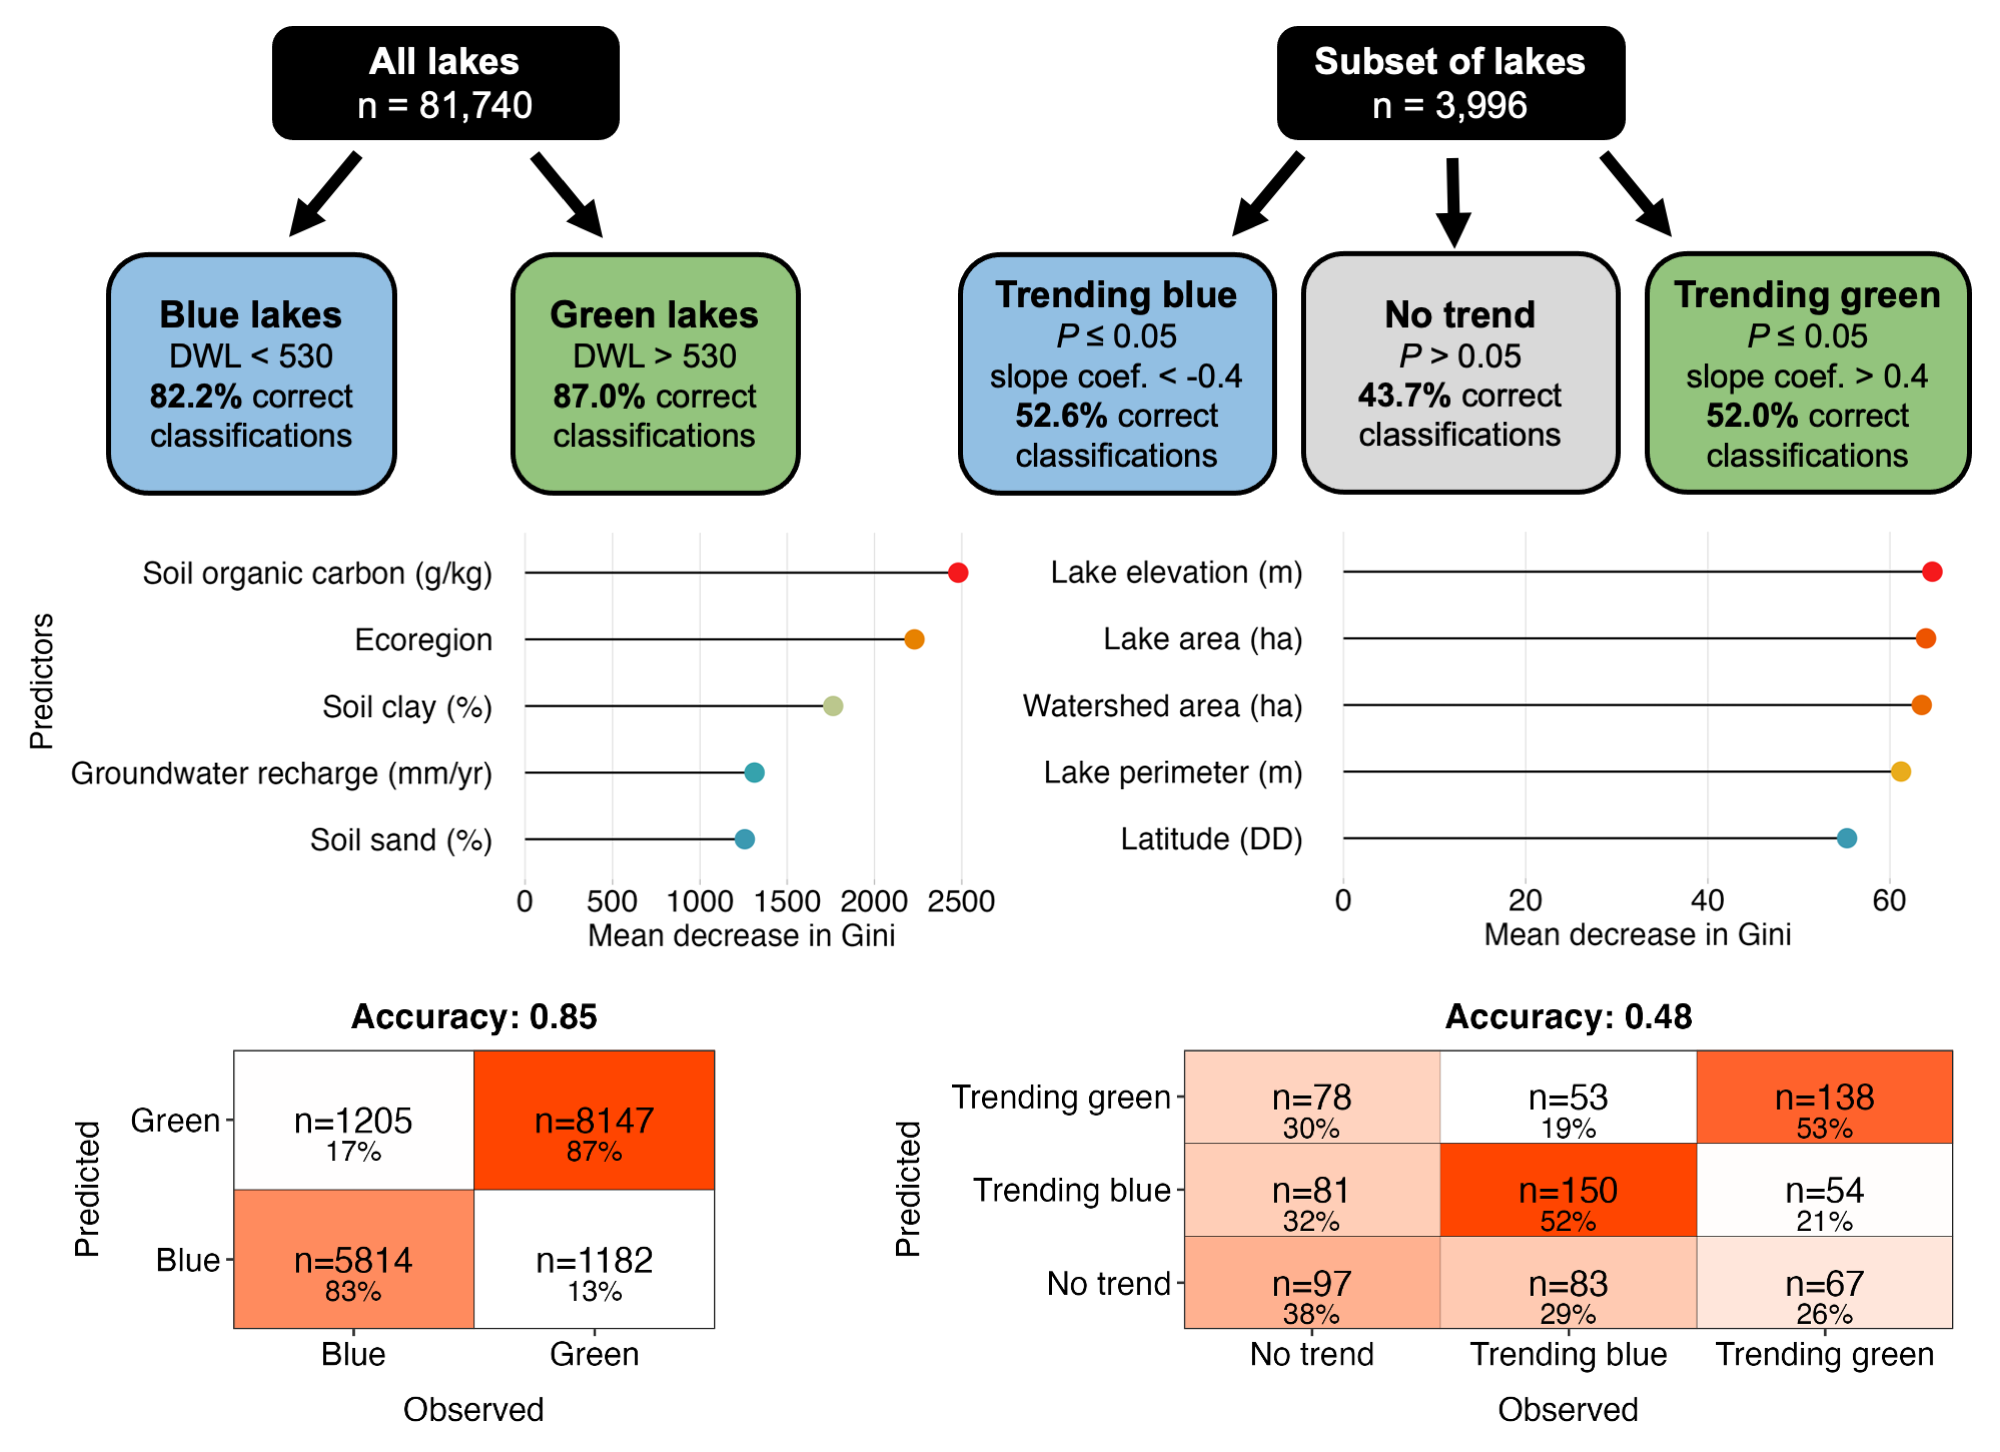 All lakes
n = 81,740
Subset of lakes
n = 3,996
Blue lakes
DWL < 530
82.2% correct
classifications
Green lakes
DWL > 530
87.0% correct
classifications
Trending blue
P ≤ 0.05
slope coef. < -0.4
52.6% correct
classifications
No trend
P > 0.05
43.7% correct
classifications
Trending green
P ≤ 0.05
slope coef. > 0.4
52.0% correct
classifications
Predictors
Soil organic carbon (g/kg)
Ecoregion
Soil clay (%)
Groundwater recharge (mm/yr)
Soil sand (%)
0 500 1000 1500 2000 2500
Mean decrease in Gini
Lake elevation (m)
Lake area (ha)
Watershed area (ha)
Lake perimeter (m)
Latitude (DD)
0 20 40 60
Mean decrease in Gini
Accuracy: 0.85
Predicted
Green
n=1205 n=8147
17% 87%
Blue
n=5814 n=1182
83% 13%
Blue Green
Observed
Accuracy: 0.48
Predicted
Trending green
n=78 n=53 n=138
30% 19% 53%
Trending blue
n=81 n=150 n=54
32% 52% 21%
No trend
n=97 n=83 n=67
38% 29% 26%
No trend Trending blue Trending green
Observed